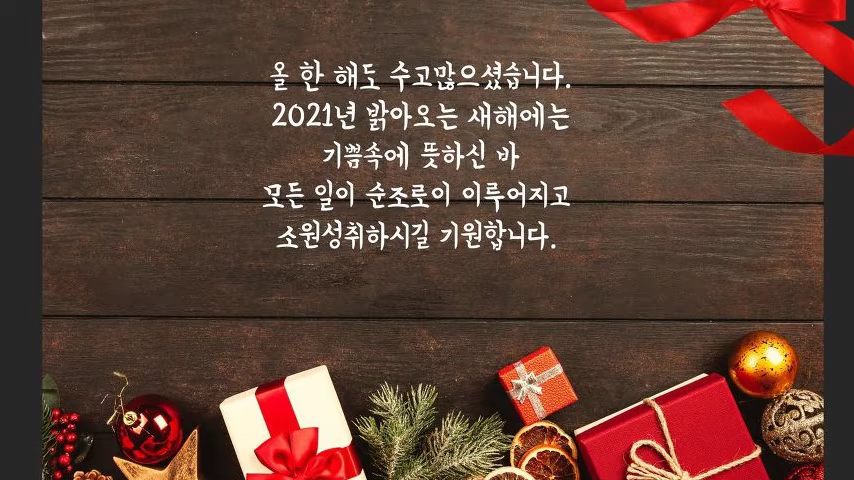 올 한 해도 수고많으셨습니다.
2021년 밝아오는 새해에는
기쁨속에 뜻하신 바
모든 일이 순조로이 이루어지고
소원성취하시길 기원합니다.